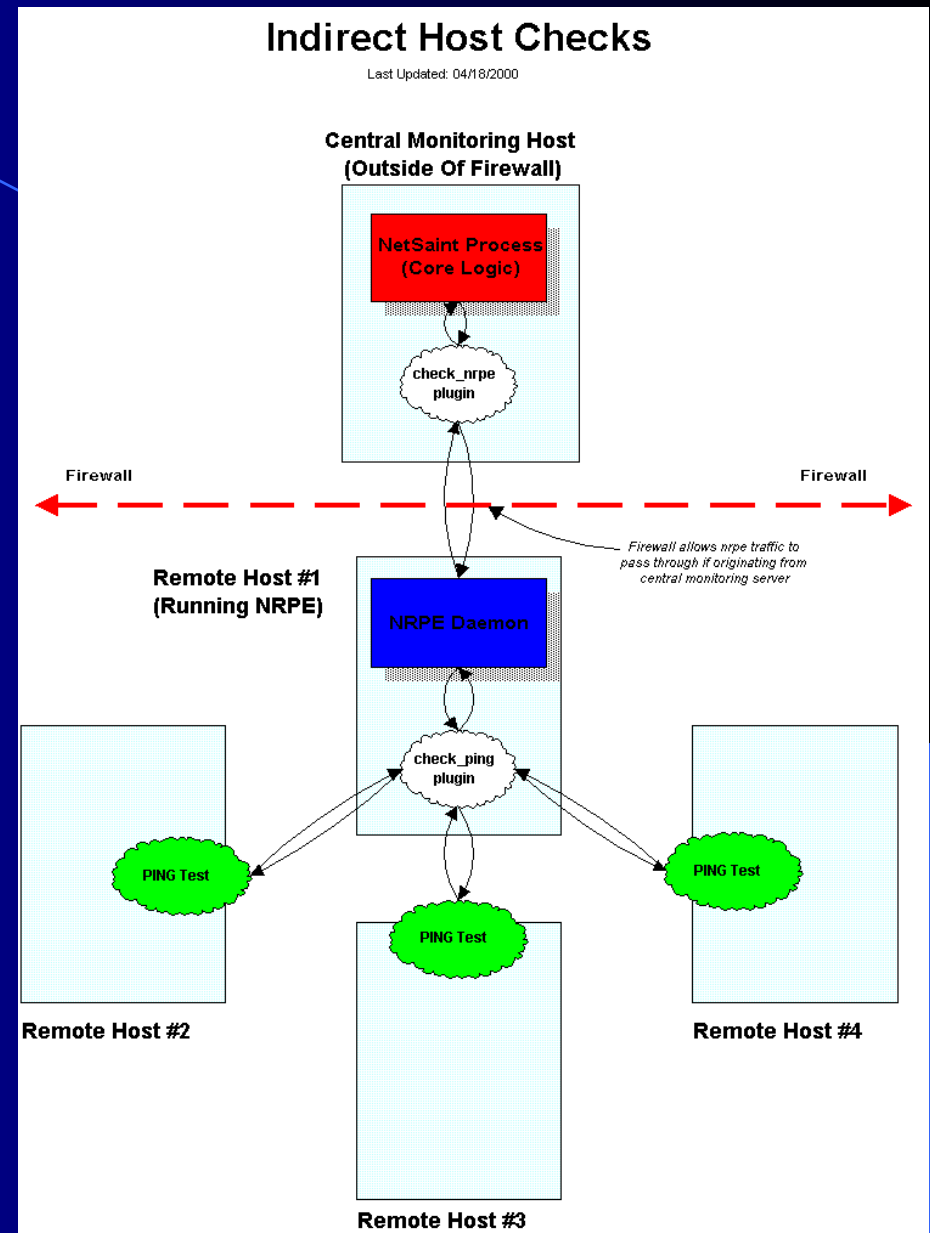 Indirect Host Checks
Last Updated: 04/18/2000
Central Monitoring Host
(Outside Of Firewall)
NetSaint Process
(Core Logic)
check_nrpe
plugin
Firewall
Firewall
Firewall allows nrpe traffic to
pass through if originating from
central monitoring server
Remote Host #1
(Running NRPE)
NRPE Daemon
check_ping
plugin
PING Test
PING Test
PING Test
Remote Host #2
Remote Host #4
Remote Host #3